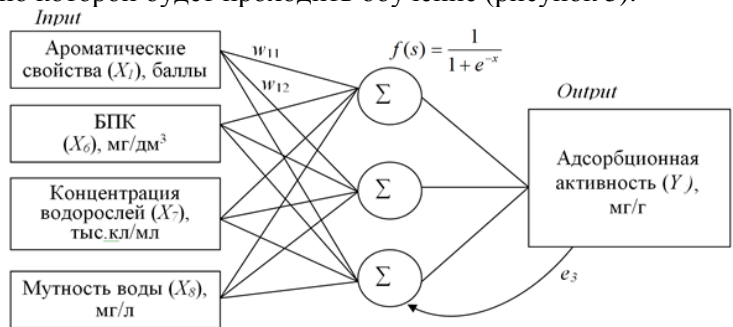 но которой будет проходить обучение (рисунок 3).
Input
Ароматические
свойства (X1), баллы
БПК
(X6), мг/дм³
Концентрация
водорослей (X7),
тыс.кл/мл
Мутность воды (X8),
мг/л
w11
w12
f(s) = 1 / 1 + e^-x
Σ
Σ
Σ
Output
Адсорбционная
активность (Y),
мг/г
e3